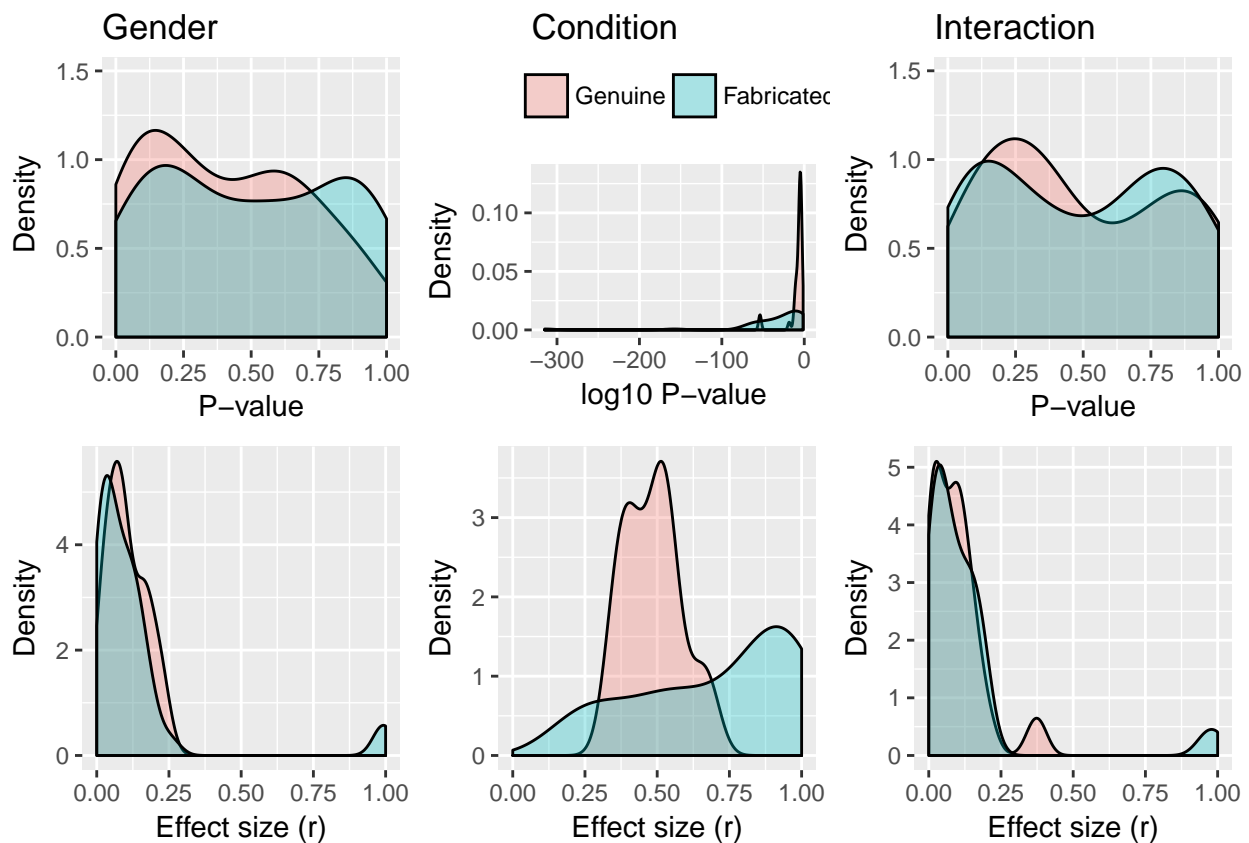 Gender
Condition
Interaction
Genuine
Fabricated
1.5
1.0
0.5
0.0
Density
0.00 0.25 0.50 0.75 1.00
P−value
0.10
0.05
0.00
Density
−300 −200 −100 0
log10 P−value
1.5
1.0
0.5
0.0
Density
0.00 0.25 0.50 0.75 1.00
P−value
4
2
0
Density
0.00 0.25 0.50 0.75 1.00
Effect size (r)
3
2
1
0
Density
0.00 0.25 0.50 0.75 1.00
Effect size (r)
5
4
3
2
1
0
Density
0.00 0.25 0.50 0.75 1.00
Effect size (r)